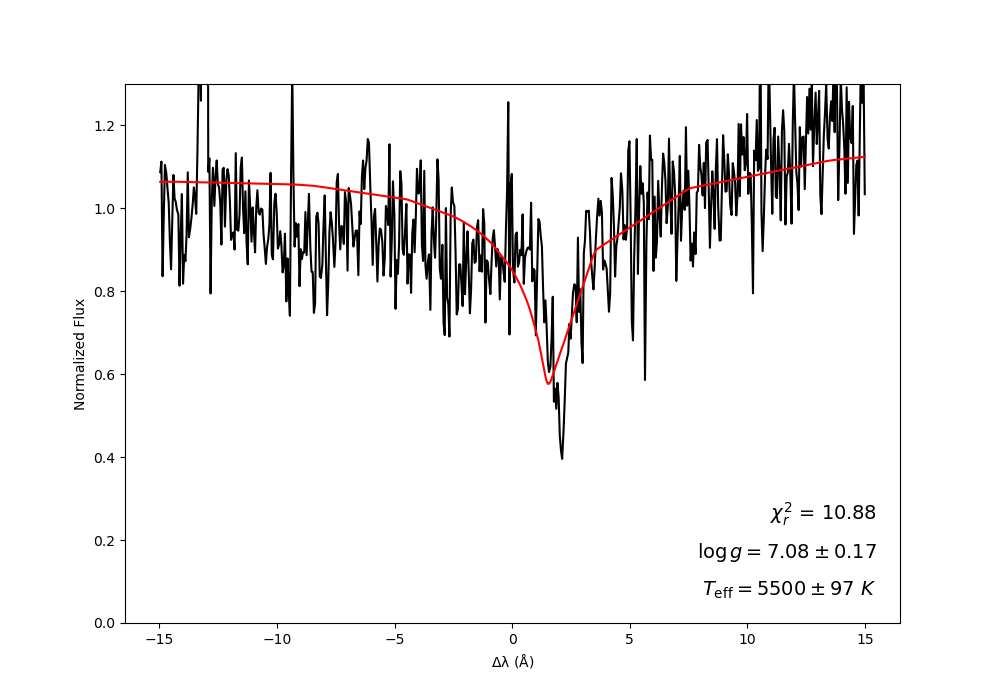 1.2
1.0
0.8
0.6
0.4
0.2
0.0
Normalized Flux
χ²ᵣ = 10.88
log g = 7.08 ± 0.17
T_eff = 5500 ± 97 K
−15 −10 −5 0 5 10 15
Δλ (Å)